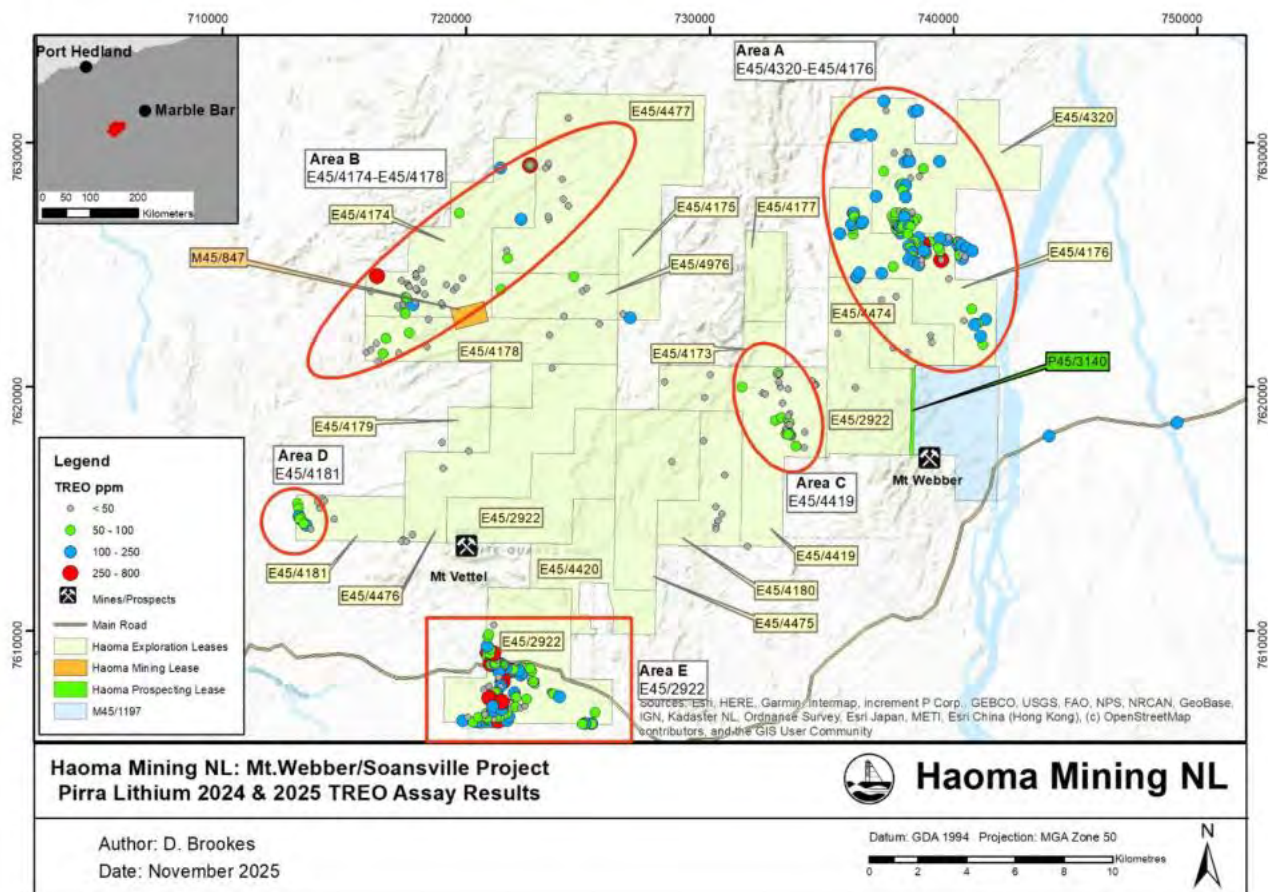 710000
720000
730000
740000
750000
Port Hedland
Marble Bar
0 50 100 200
Kilometers
7630000
7620000
7610000
7630000
7620000
7610000
Area A
E45/4320-E45/4176
E45/4477
E45/4320
Area B
E45/4174-E45/4178
E45/4174
E45/4175
E45/4177
E45/4976
E45/4176
M45/847
E45/4474
E45/4178
E45/4173
P45/3140
E45/4179
E45/2922
Mt Webber
Area D
E45/4181
Area C
E45/4419
E45/2922
E45/4419
Mt Vettel
E45/4420
E45/4181
E45/4180
E45/4476
E45/4475
E45/2922
Area E
E45/2922
Legend
TREO ppm
< 50
50 - 100
100 - 250
250 - 800
Mines/Prospects
Main Road
Haoma Exploration Leases
Haoma Mining Lease
Haoma Prospecting Lease
M45/1197
Sources: Esri, HERE, Garmin, Intermap, increment P Corp., GEBCO, USGS, FAO, NPS, NRCAN, GeoBase,
IGN, Kadaster NL, Ordnance Survey, Esri Japan, METI, Esri China (Hong Kong), (c) OpenStreetMap
contributors, and the GIS User Community
Haoma Mining NL: Mt.Webber/Soansville Project
Pirra Lithium 2024 & 2025 TREO Assay Results
Haoma Mining NL
Author: D. Brookes
Date: November 2025
Datum: GDA 1994 Projection: MGA Zone 50
0 2 4 6 8 10 Kilometres
N